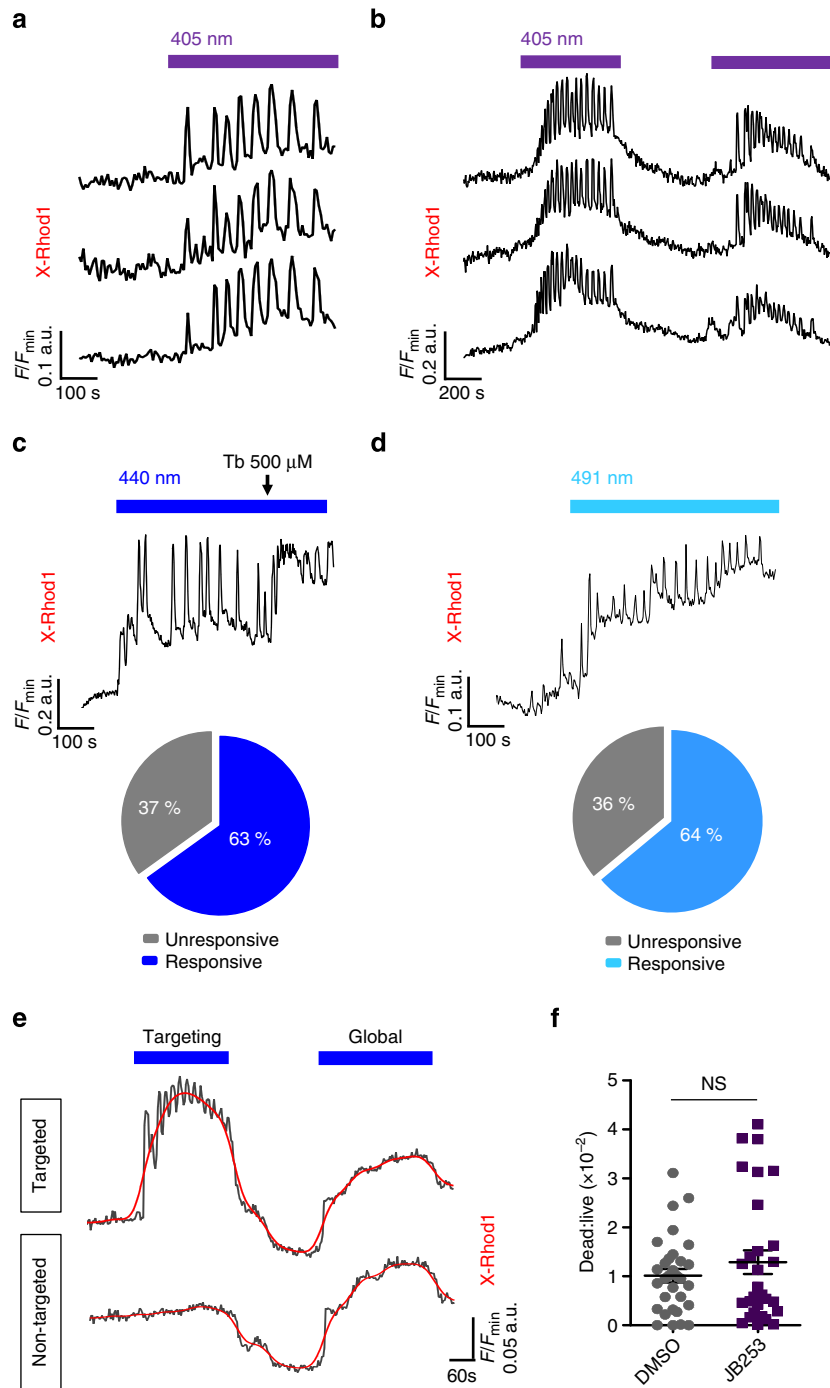 a
405 nm
X-Rhod1
F/Fmin
0.1 a.u.
100 s
b
405 nm
F/Fmin
0.2 a.u.
200 s
c
Tb 500 μM
440 nm
X-Rhod1
F/Fmin
0.2 a.u.
100 s
37 %
63 %
Unresponsive
Responsive
d
491 nm
X-Rhod1
F/Fmin
0.1 a.u.
100 s
36 %
64 %
Unresponsive
Responsive
e
Targeting
Global
Targeted
Non-targeted
X-Rhod1
F/Fmin
0.05 a.u.
60s
f
NS
Dead:live (×10⁻²)
5
4
3
2
1
0
DMSO
JB253